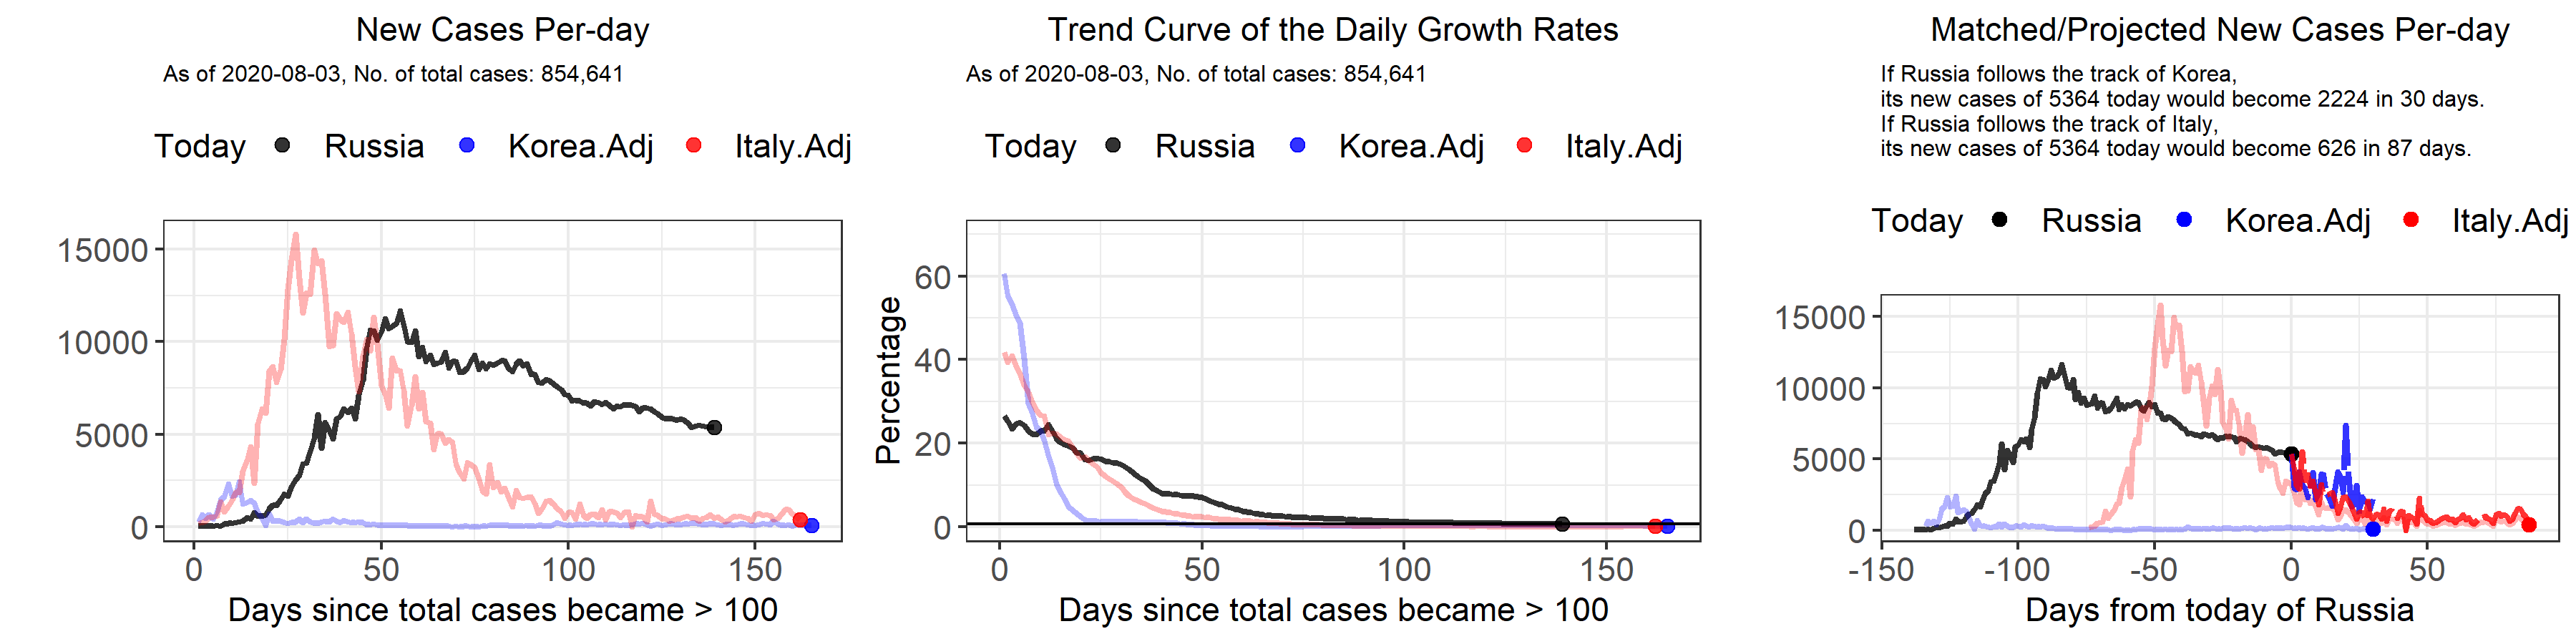 New Cases Per-day
As of 2020-08-03, No. of total cases: 854,641
Today Russia Korea.Adj Italy.Adj
15000
10000
5000
0
0 50 100 150
Days since total cases became > 100
Trend Curve of the Daily Growth Rates
As of 2020-08-03, No. of total cases: 854,641
Today Russia Korea.Adj Italy.Adj
Percentage
60
40
20
0
0 50 100 150
Days since total cases became > 100
Matched/Projected New Cases Per-day
If Russia follows the track of Korea,
its new cases of 5364 today would become 2224 in 30 days.
If Russia follows the track of Italy,
its new cases of 5364 today would become 626 in 87 days.
Today Russia Korea.Adj Italy.Adj
15000
10000
5000
0
-150 -100 -50 0 50
Days from today of Russia